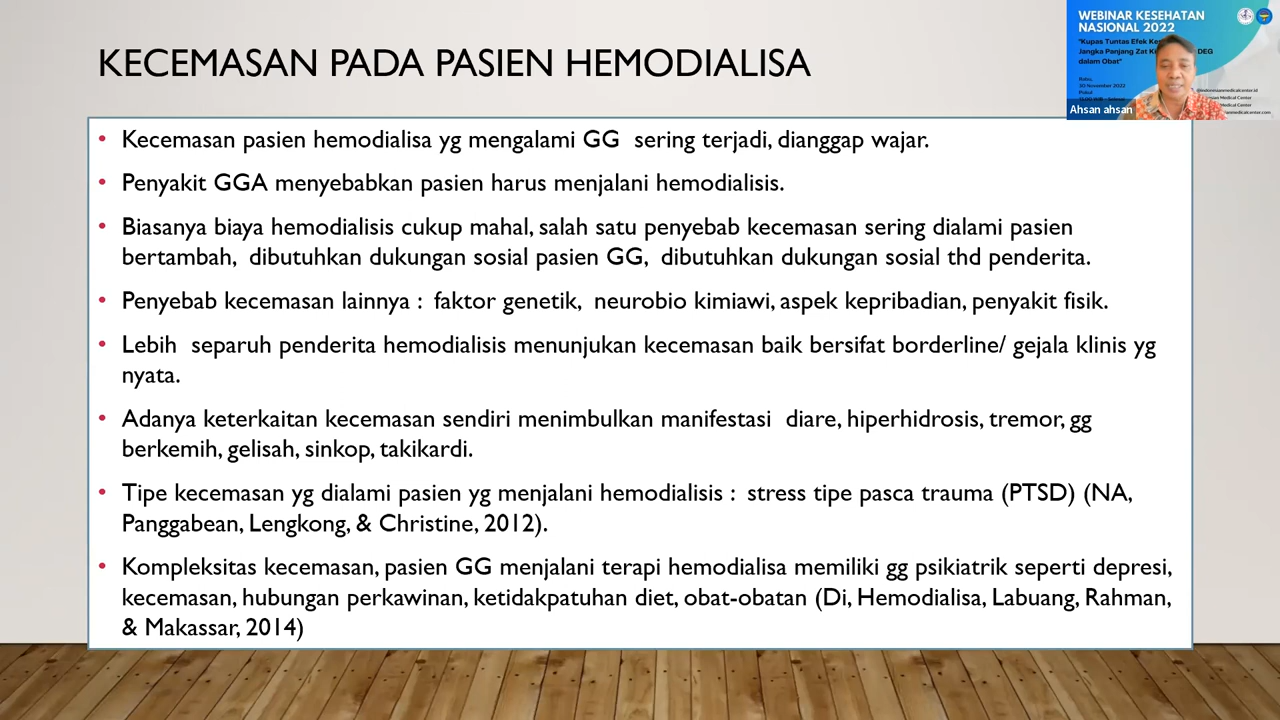 KECEMASAN PADA PASIEN HEMODIALISA
WEBINAR KESEHATAN
NASIONAL 2022
"Kupas Tuntas Efek
Jangka Panjang Zat DEG
dalam Obat"
Rabu,
30 November 2022
Pukul
Medical Center
Ahsan ahsan
• Kecemasan pasien hemodialisa yg mengalami GG sering terjadi, dianggap wajar.
• Penyakit GGA menyebabkan pasien harus menjalani hemodialisis.
• Biasanya biaya hemodialisis cukup mahal, salah satu penyebab kecemasan sering dialami pasien
bertambah, dibutuhkan dukungan sosial pasien GG, dibutuhkan dukungan sosial thd penderita.
• Penyebab kecemasan lainnya : faktor genetik, neurobio kimiawi, aspek kepribadian, penyakit fisik.
• Lebih separuh penderita hemodialisis menunjukan kecemasan baik bersifat borderline/ gejala klinis yg
nyata.
• Adanya keterkaitan kecemasan sendiri menimbulkan manifestasi diare, hiperhidrosis, tremor, gg
berkemih, gelisah, sinkop, takikardi.
• Tipe kecemasan yg dialami pasien yg menjalani hemodialisis : stress tipe pasca trauma (PTSD) (NA,
Panggabean, Lengkong, & Christine, 2012).
• Kompleksitas kecemasan, pasien GG menjalani terapi hemodialisa memiliki gg psikiatrik seperti depresi,
kecemasan, hubungan perkawinan, ketidakpatuhan diet, obat-obatan (Di, Hemodialisa, Labuang, Rahman,
& Makassar, 2014)